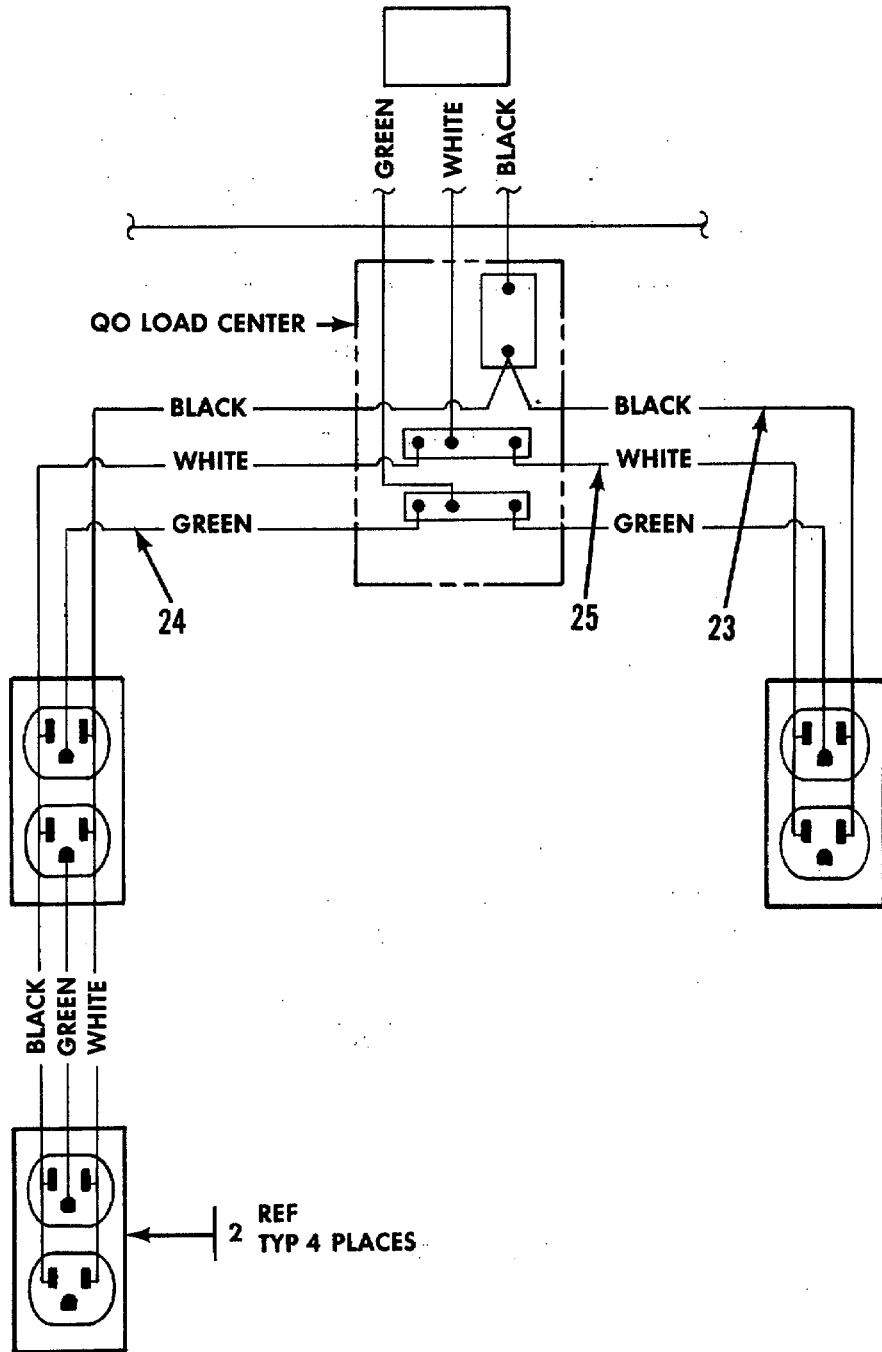 GREEN
WHITE
BLACK
QO LOAD CENTER
BLACK
BLACK
WHITE
WHITE
GREEN
GREEN
24
25
23
BLACK
GREEN
WHITE
2 REF
TYP 4 PLACES